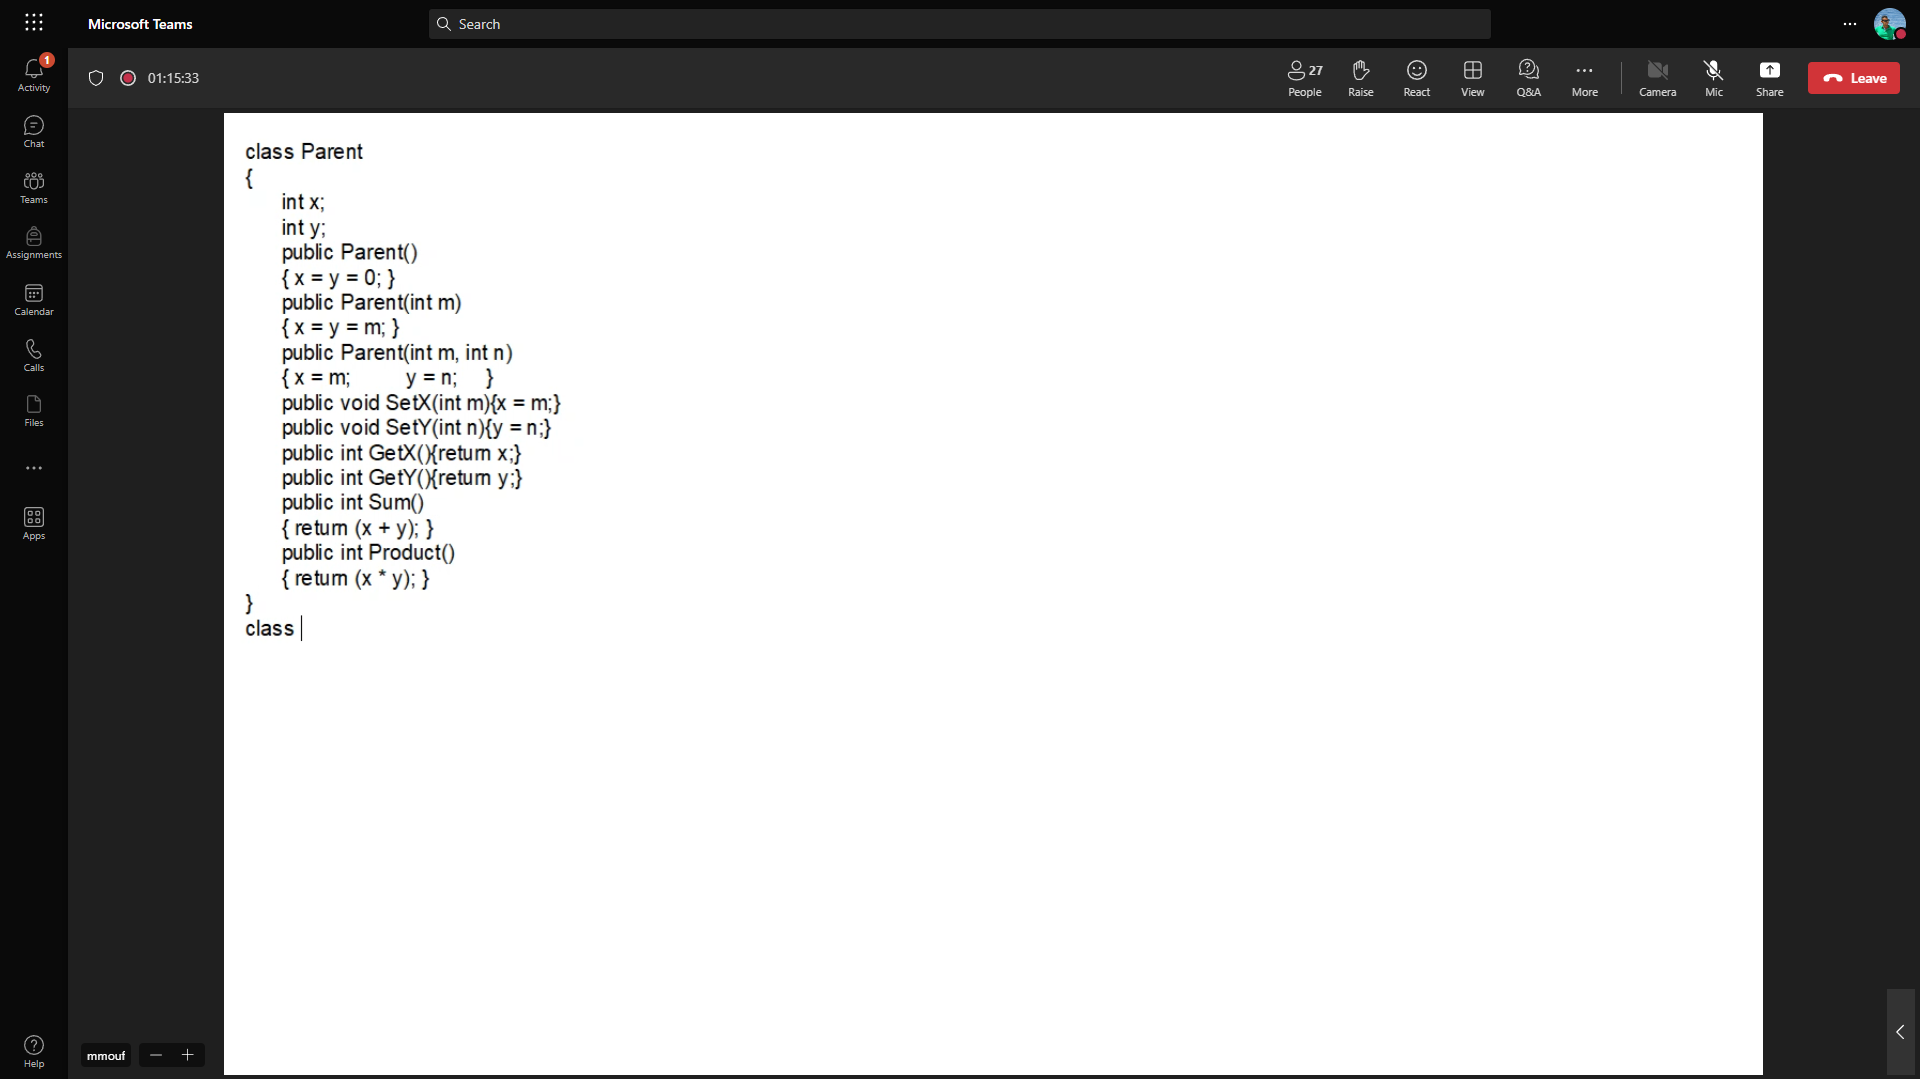 Microsoft Teams
Search
1
Activity
Chat
Teams
Assignments
Calendar
Calls
Files
Apps
Help
01:15:33
27
People
Raise
React
View
Q&A
More
Camera
Mic
Share
Leave
class Parent
{
int x;
int y;
public Parent()
{ x = y = 0; }
public Parent(int m)
{ x = y = m; }
public Parent(int m, int n)
{ x = m; y = n; }
public void SetX(int m){x = m;}
public void SetY(int n){y = n;}
public int GetX(){return x;}
public int GetY(){return y;}
public int Sum()
{ return (x + y); }
public int Product()
{ return (x * y); }
}
class
mmouf